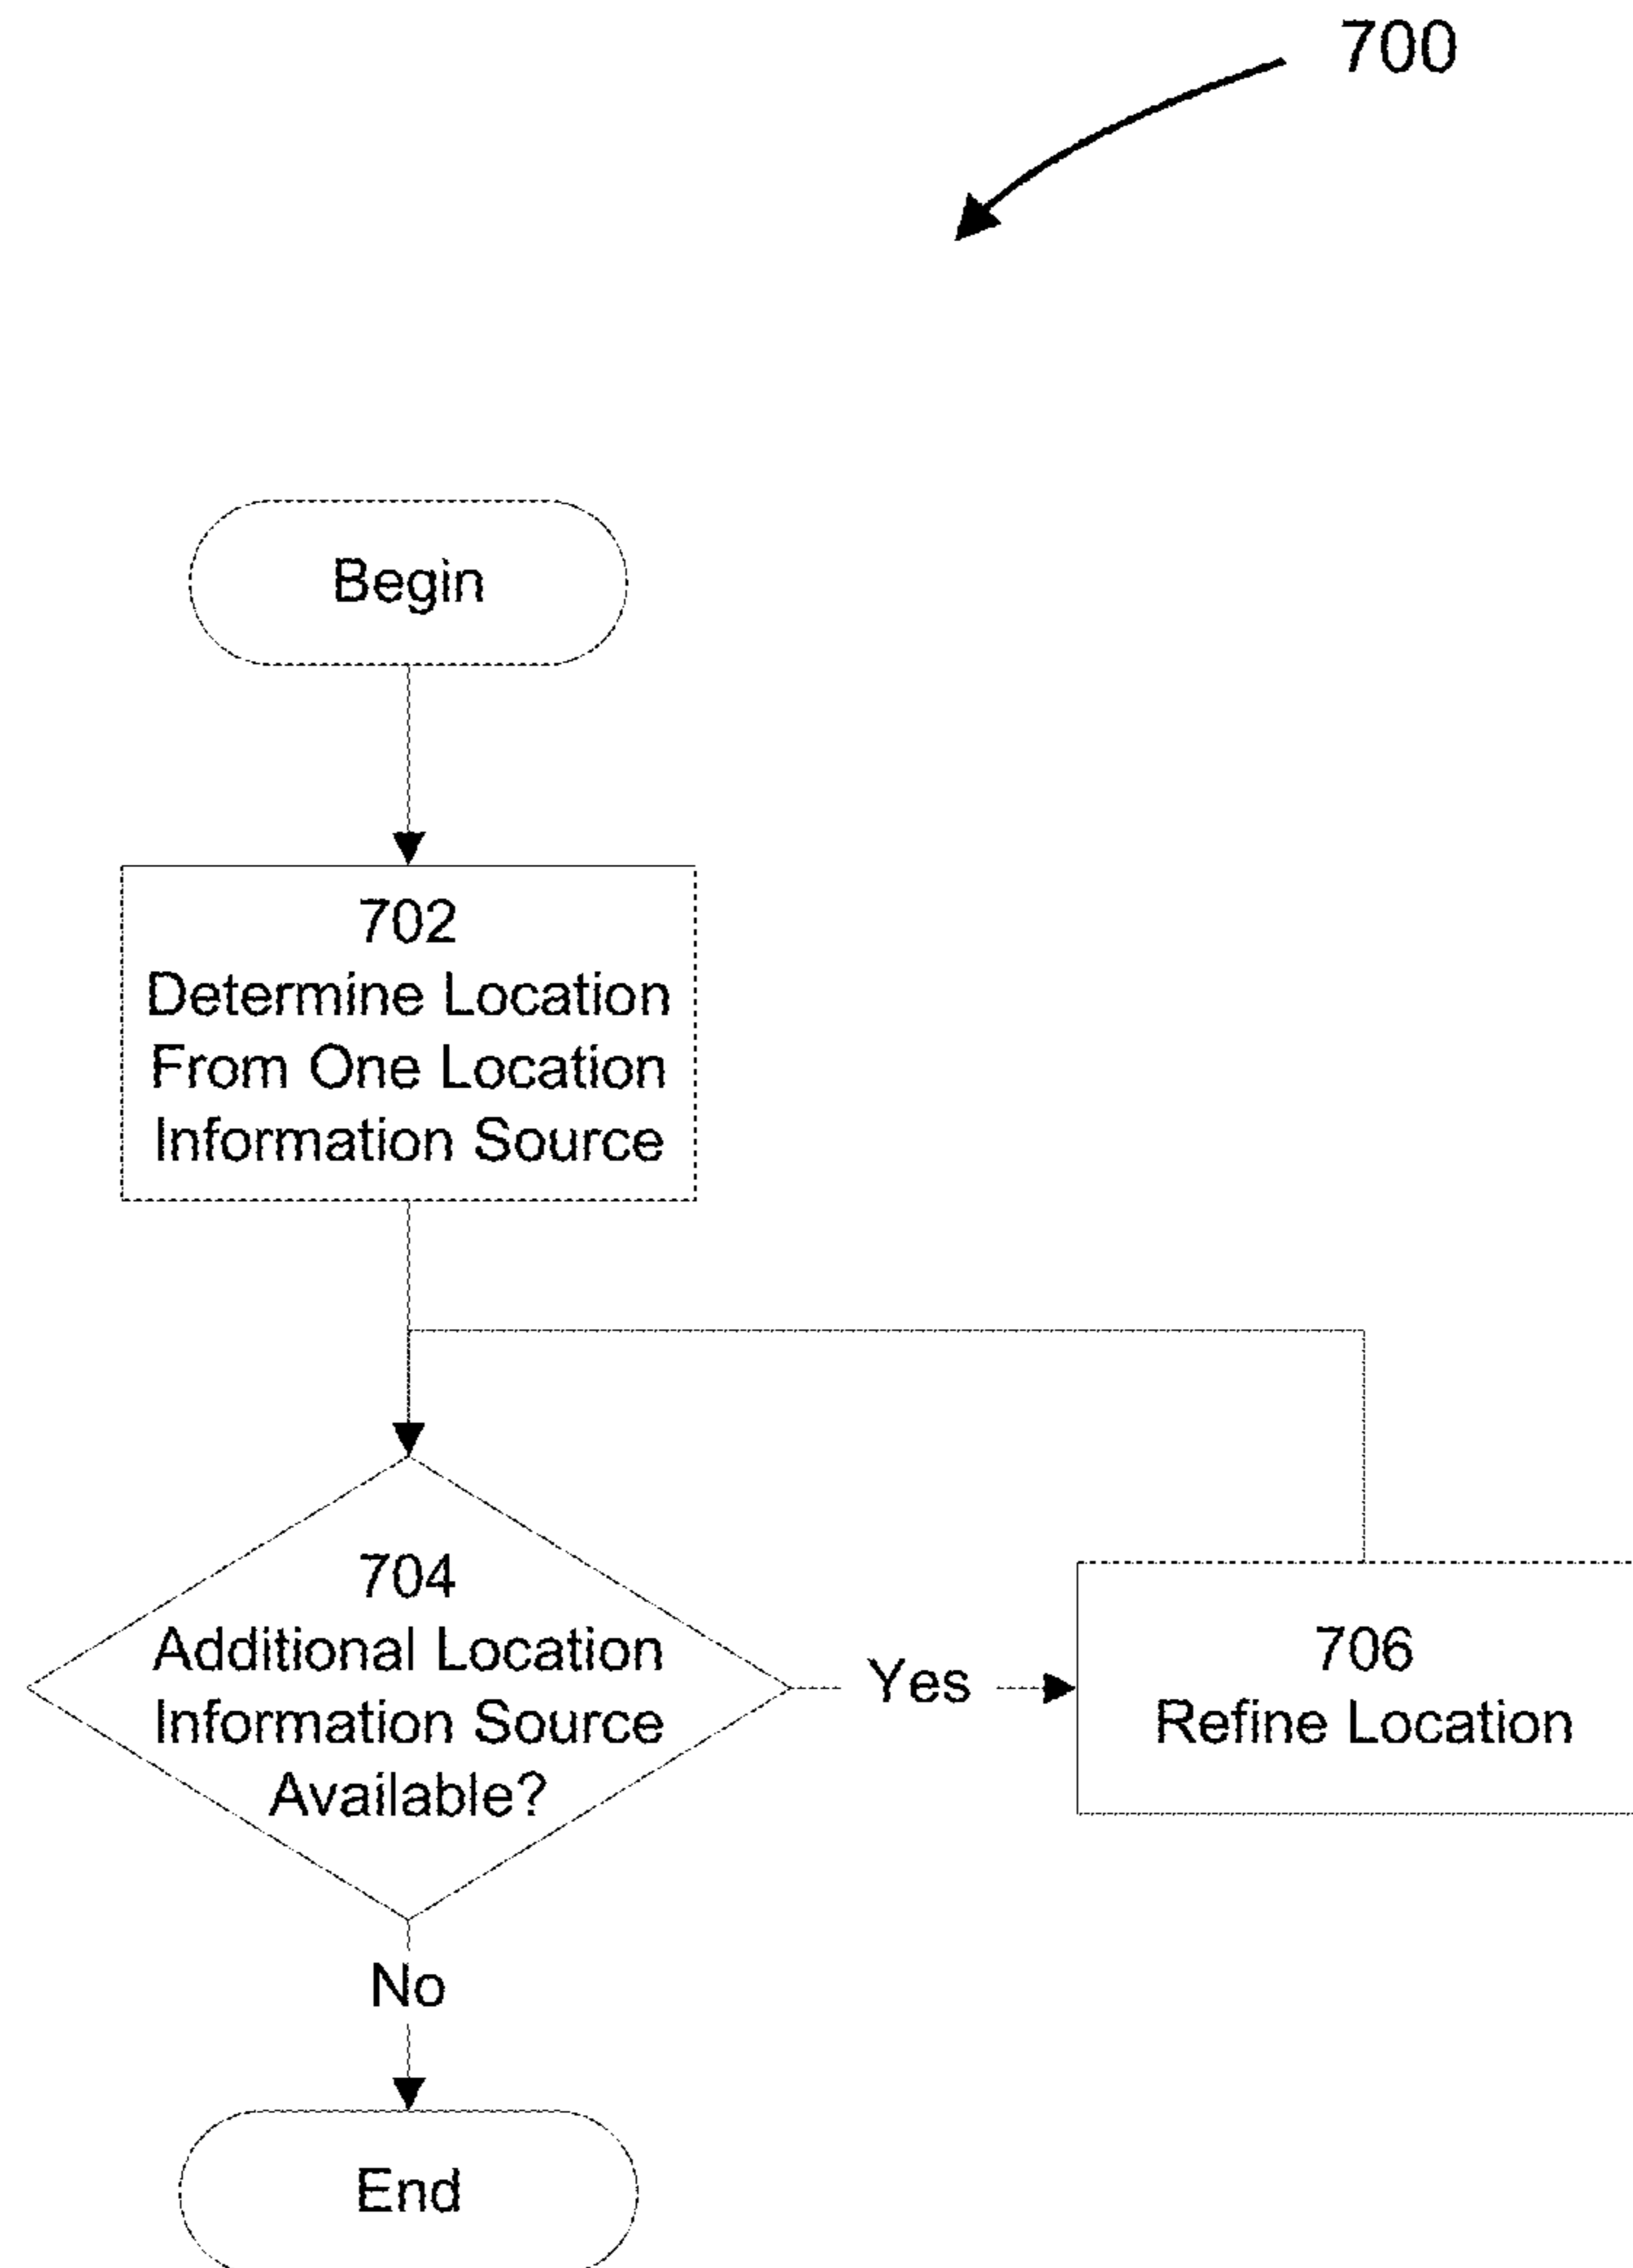 700
Begin
702
Determine Location
From One Location
Information Source
704
Additional Location
Information Source
Available?
Yes
706
Refine Location
No
End